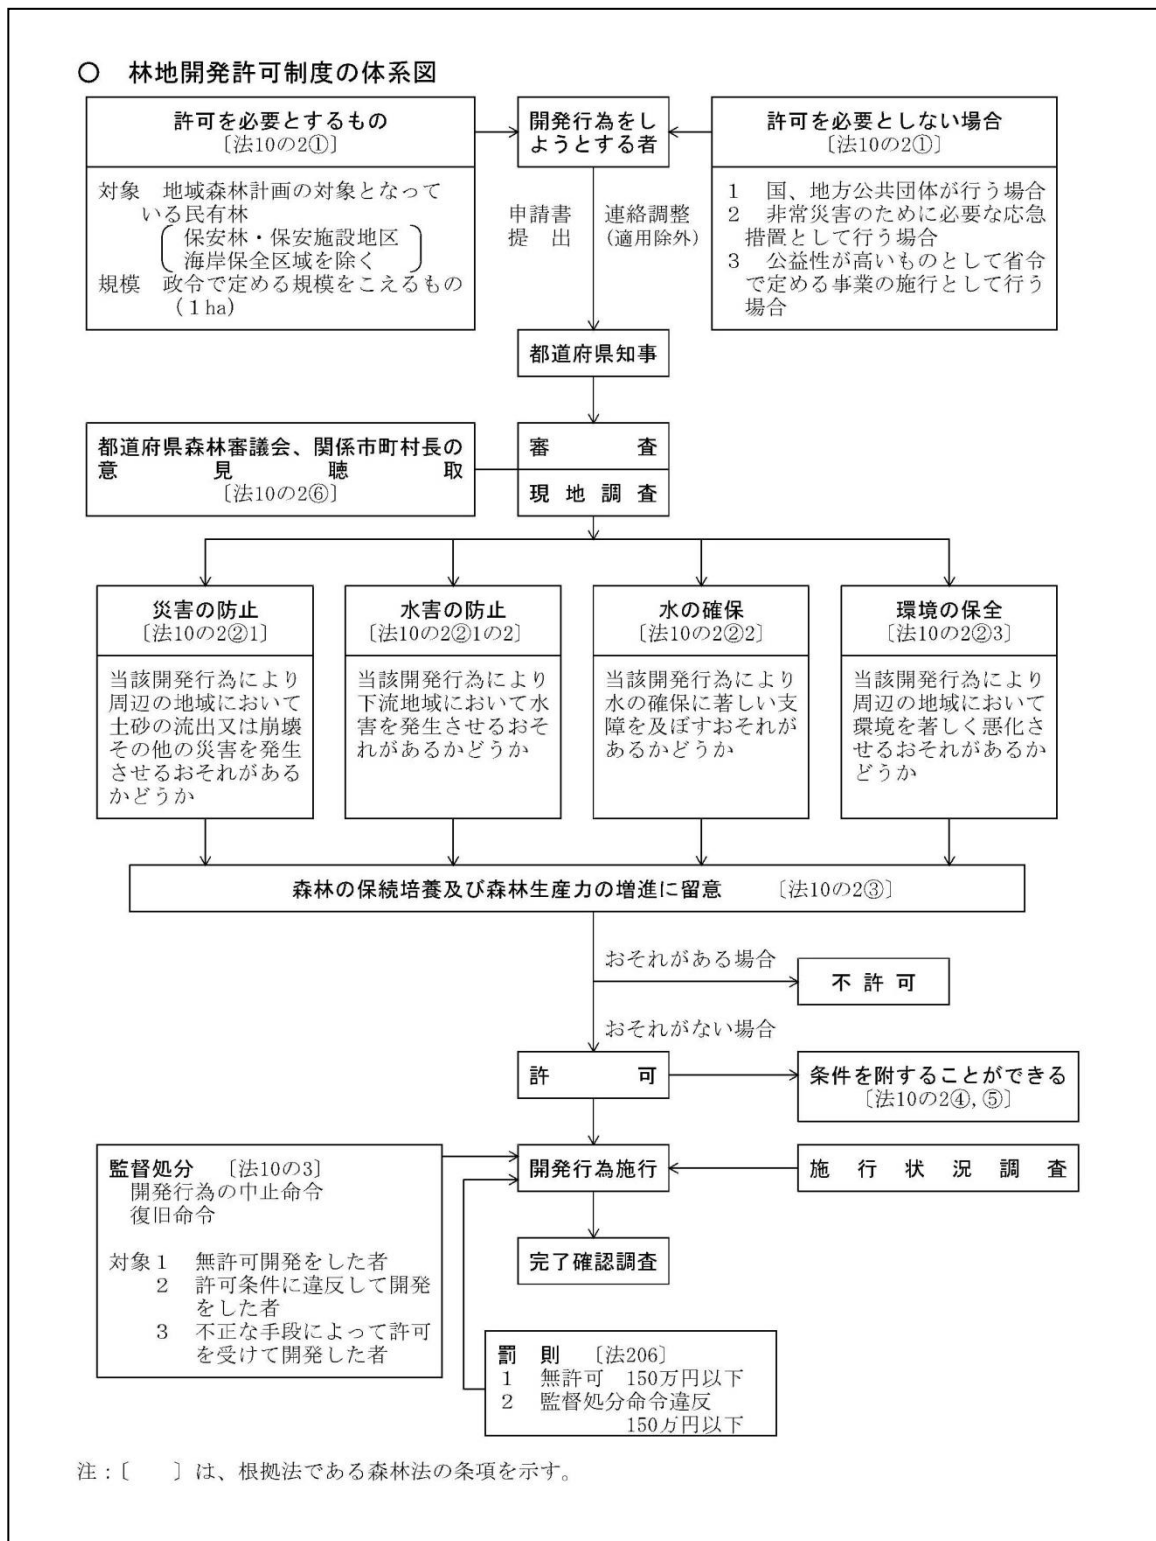 ○ 林地開発許可制度の体系図
許可を必要とするもの
〔法10の2①〕
対象 地域森林計画の対象となって
いる民有林
保安林・保安施設地区
海岸保全区域を除く
規模 政令で定める規模をこえるもの
(1ha)
開発行為をし
ようとする者
許可を必要としない場合
〔法10の2①〕
1 国、地方公共団体が行う場合
2 非常災害のために必要な応急
措置として行う場合
3 公益性が高いものとして省令
で定める事業の施行として行う
場合
申請書
提出
連絡調整
(適用除外)
都道府県知事
都道府県森林審議会、関係市町村長の
意見聴取
〔法10の2⑥〕
審査
現地調査
災害の防止
〔法10の2②1〕
当該開発行為により
周辺の地域において
土砂の流出又は崩壊
その他の災害を発生
させるおそれがある
かどうか
水害の防止
〔法10の2②1の2〕
当該開発行為により
下流地域において水
害を発生させるおそ
れがあるかどうか
水の確保
〔法10の2②2〕
当該開発行為により
水の確保に著しい支
障を及ぼすおそれが
あるかどうか
環境の保全
〔法10の2②3〕
当該開発行為により
周辺の地域において
環境を著しく悪化さ
せるおそれがあるか
どうか
森林の保続培養及び森林生産力の増進に留意 〔法10の2③〕
おそれがある場合
不許可
おそれがない場合
許可
条件を附することができる
〔法10の2④,⑤〕
監督処分 〔法10の3〕
開発行為の中止命令
復旧命令
対象1 無許可開発をした者
2 許可条件に違反して開発
をした者
3 不正な手段によって許可
を受けて開発した者
開発行為施行
施行状況調査
完了確認調査
罰則 〔法206〕
1 無許可 150万円以下
2 監督処分命令違反
150万円以下
注:〔 〕は、根拠法である森林法の条項を示す。